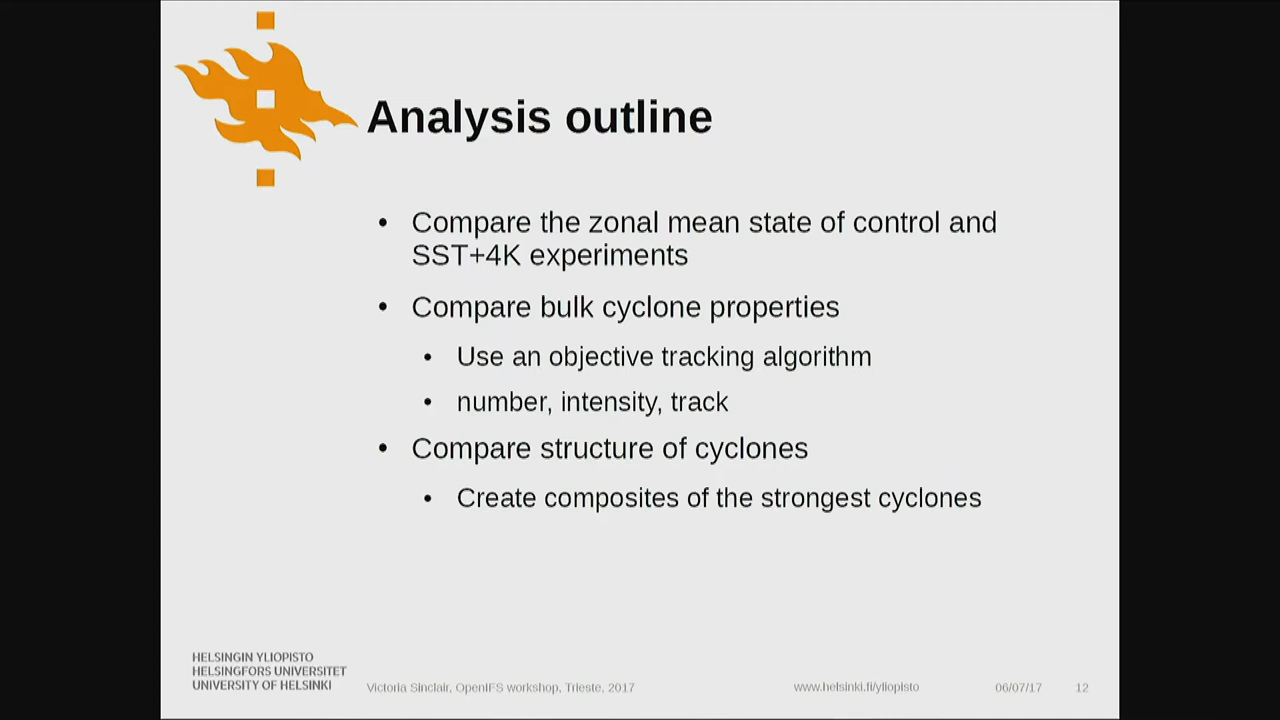 Analysis outline
• Compare the zonal mean state of control and
SST+4K experiments
• Compare bulk cyclone properties
• Use an objective tracking algorithm
• number, intensity, track
• Compare structure of cyclones
• Create composites of the strongest cyclones
HELSINGIN YLIOPISTO
HELSINGFORS UNIVERSITET
UNIVERSITY OF HELSINKI
Victoria Sinclair, OpenIFS workshop, Trieste, 2017
www.helsinki.fi/yliopisto
06/07/17
12